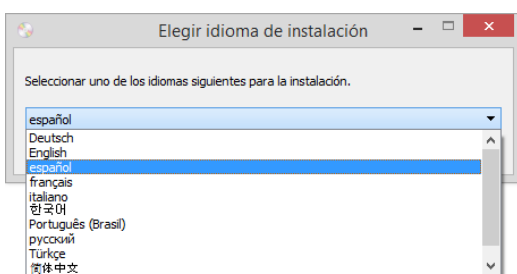 Elegir idioma de instalación
Seleccionar uno de los idiomas siguientes para la instalación.
español
Deutsch
English
español
français
italiano
한국어
Português (Brasil)
русский
Türkçe
简体中文